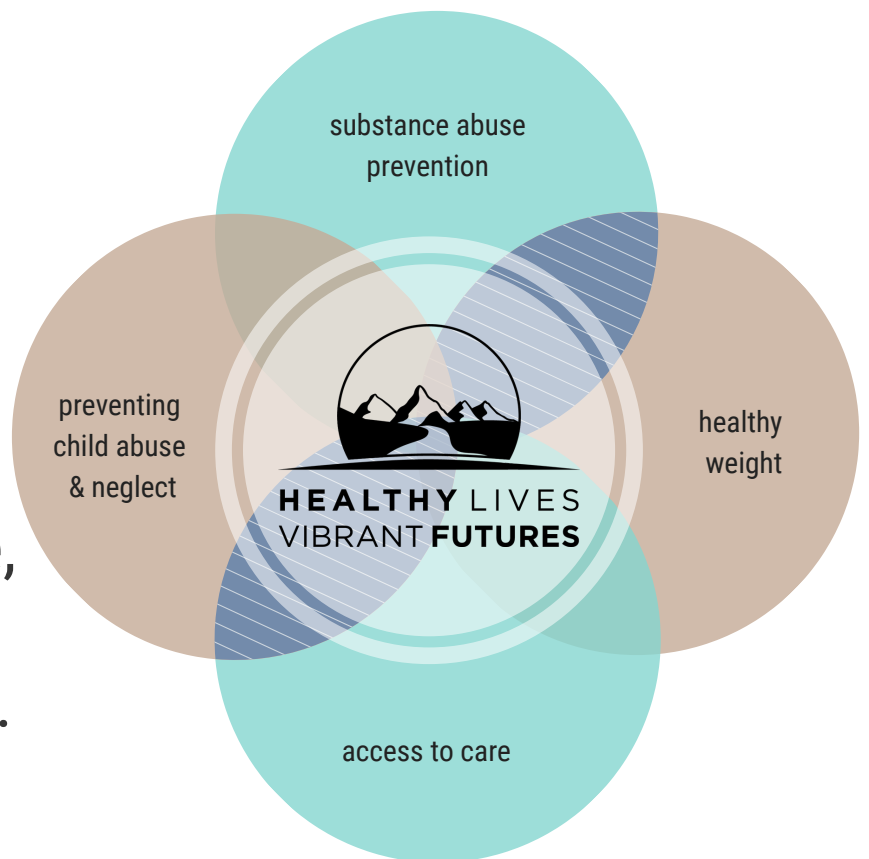 substance abuse
prevention
preventing
child abuse
& neglect
healthy
weight
HEALTHY LIVES
VIBRANT FUTURES
access to care